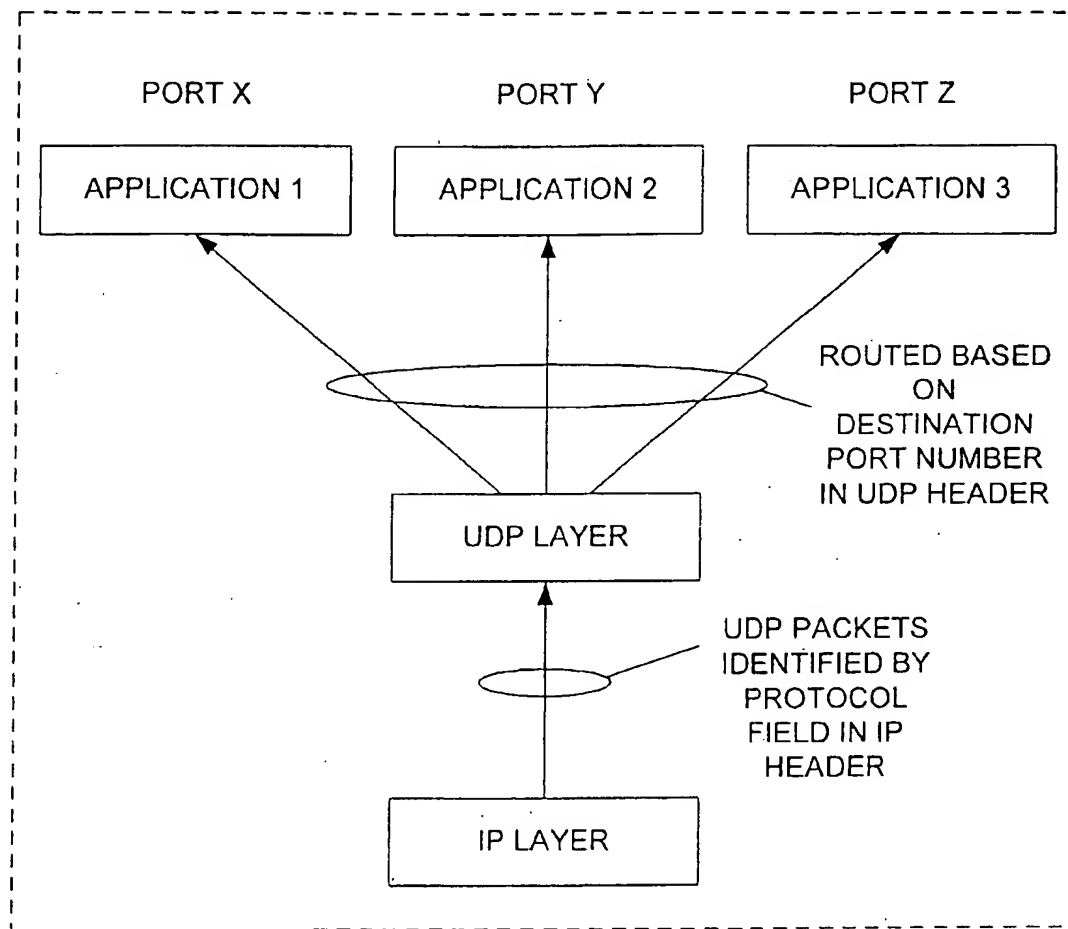 PORT X
PORT Y
PORT Z
APPLICATION 1
APPLICATION 2
APPLICATION 3
ROUTED BASED
ON
DESTINATION
PORT NUMBER
IN UDP HEADER
UDP LAYER
UDP PACKETS
IDENTIFIED BY
PROTOCOL
FIELD IN IP
HEADER
IP LAYER